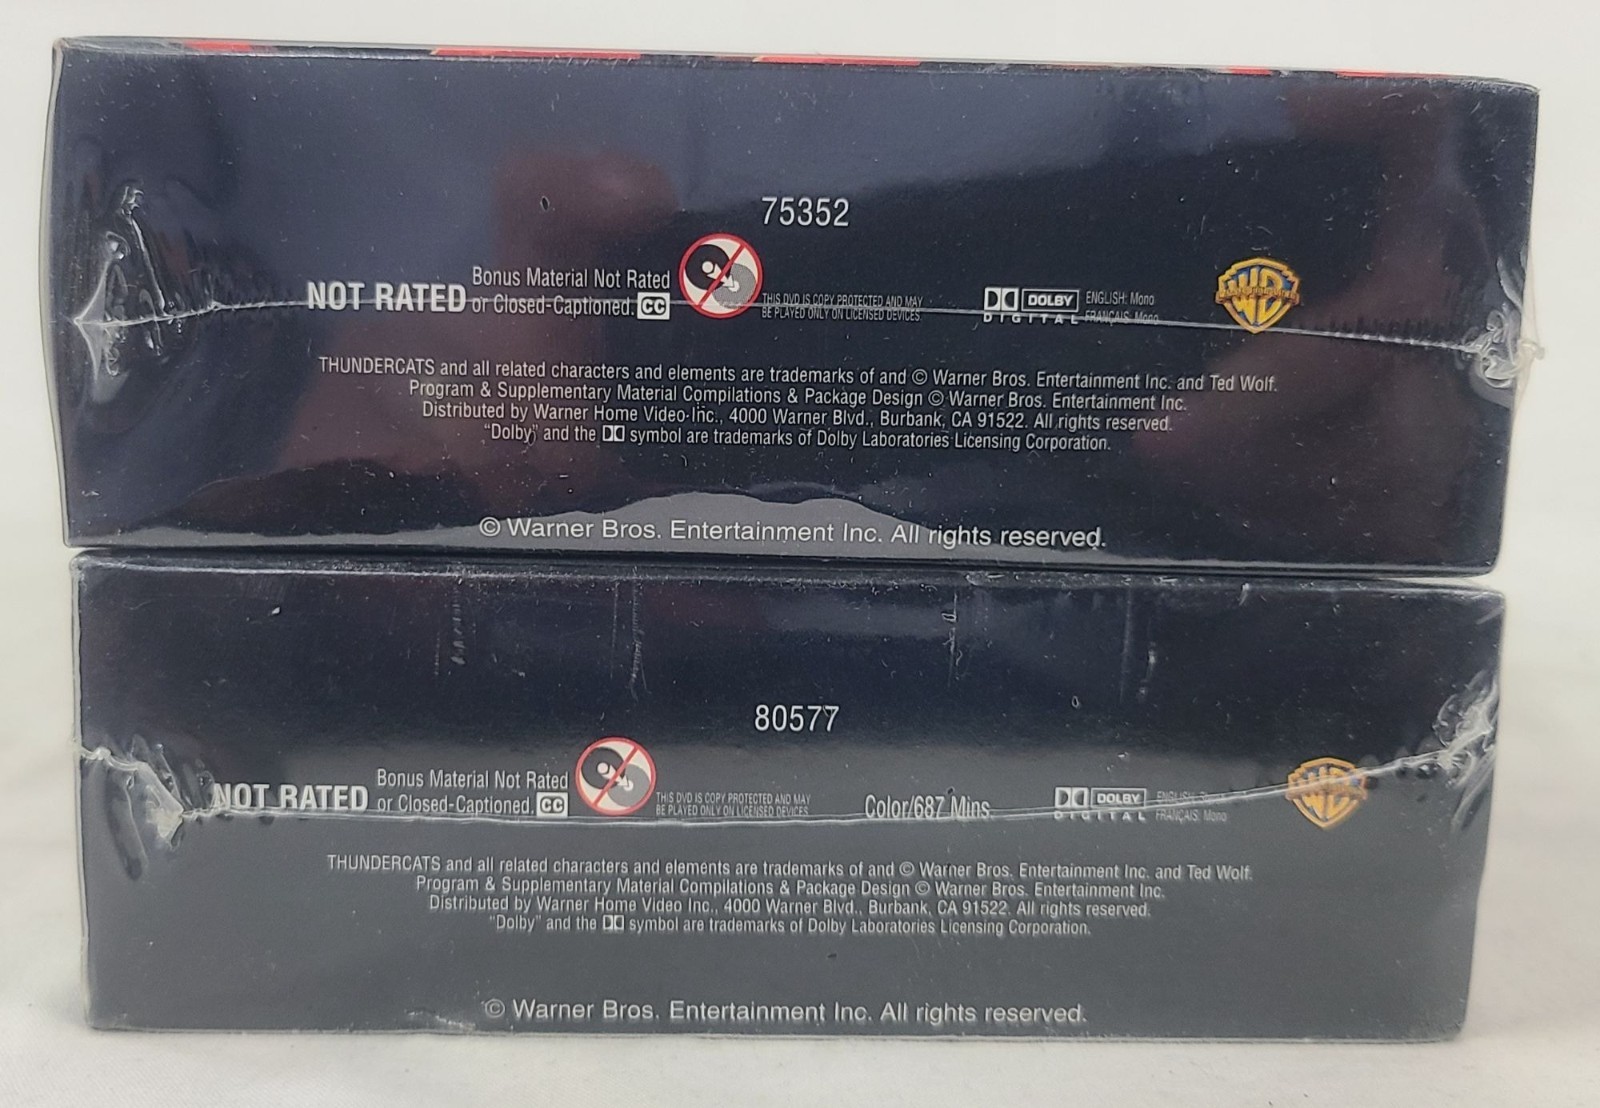 75352
Bonus Material Not Rated
NOT RATED or Closed-Captioned. CC
THIS DVD IS COPY PROTECTED AND MAY
BE PLAYED ONLY ON LICENSED DEVICES.
DOLBY
DIGITAL
ENGLISH: Mono
FRANÇAIS: Mono
WB
THUNDERCATS and all related characters and elements are trademarks of and © Warner Bros. Entertainment Inc. and Ted Wolf.
Program & Supplementary Material Compilations & Package Design © Warner Bros. Entertainment Inc.
Distributed by Warner Home Video Inc., 4000 Warner Blvd., Burbank, CA 91522. All rights reserved.
"Dolby" and the symbol are trademarks of Dolby Laboratories Licensing Corporation.
© Warner Bros. Entertainment Inc. All rights reserved.
80577
Bonus Material Not Rated
NOT RATED or Closed-Captioned. CC
THIS DVD IS COPY PROTECTED AND MAY
BE PLAYED ONLY ON LICENSED DEVICES.
Color/687 Mins.
DOLBY
DIGITAL
FRANÇAIS: Mono
WB
THUNDERCATS and all related characters and elements are trademarks of and © Warner Bros. Entertainment Inc. and Ted Wolf.
Program & Supplementary Material Compilations & Package Design © Warner Bros. Entertainment Inc.
Distributed by Warner Home Video Inc., 4000 Warner Blvd., Burbank, CA 91522. All rights reserved.
"Dolby" and the symbol are trademarks of Dolby Laboratories Licensing Corporation.
© Warner Bros. Entertainment Inc. All rights reserved.